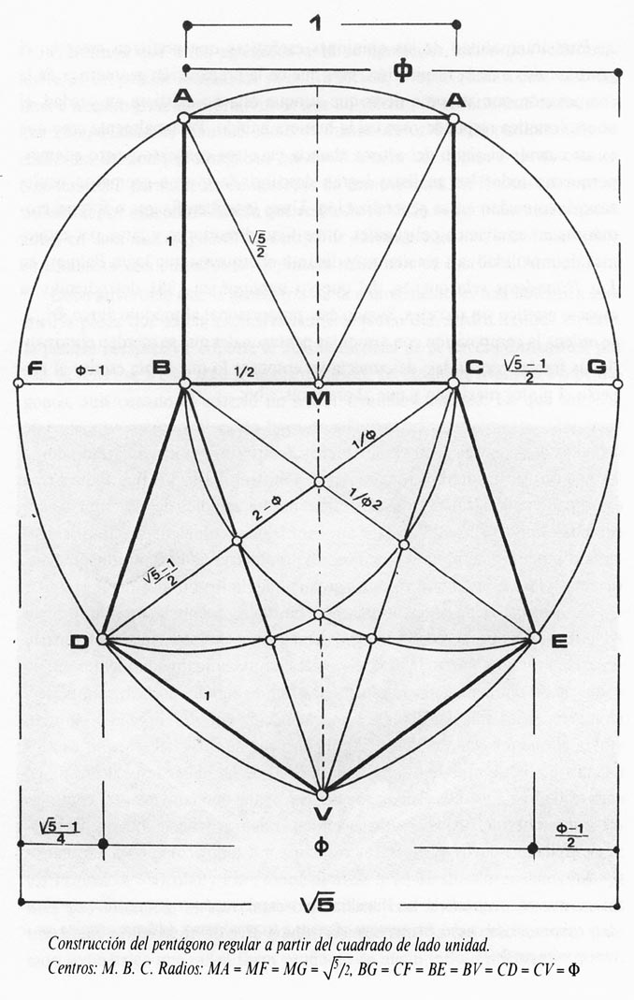 1
Φ
A A
1 √5/2
F Φ-1 B 1/2 M C √5-1/2 G
1/Φ
2-Φ 1/Φ2
√5-1/2
D E
1
V
√5-1/4 Φ Φ-1/2
√5
Construcción del pentágono regular a partir del cuadrado de lado unidad.
Centros: M. B. C. Radios: MA = MF = MG = √5/2, BG = CF = BE = BV = CD = CV = Φ